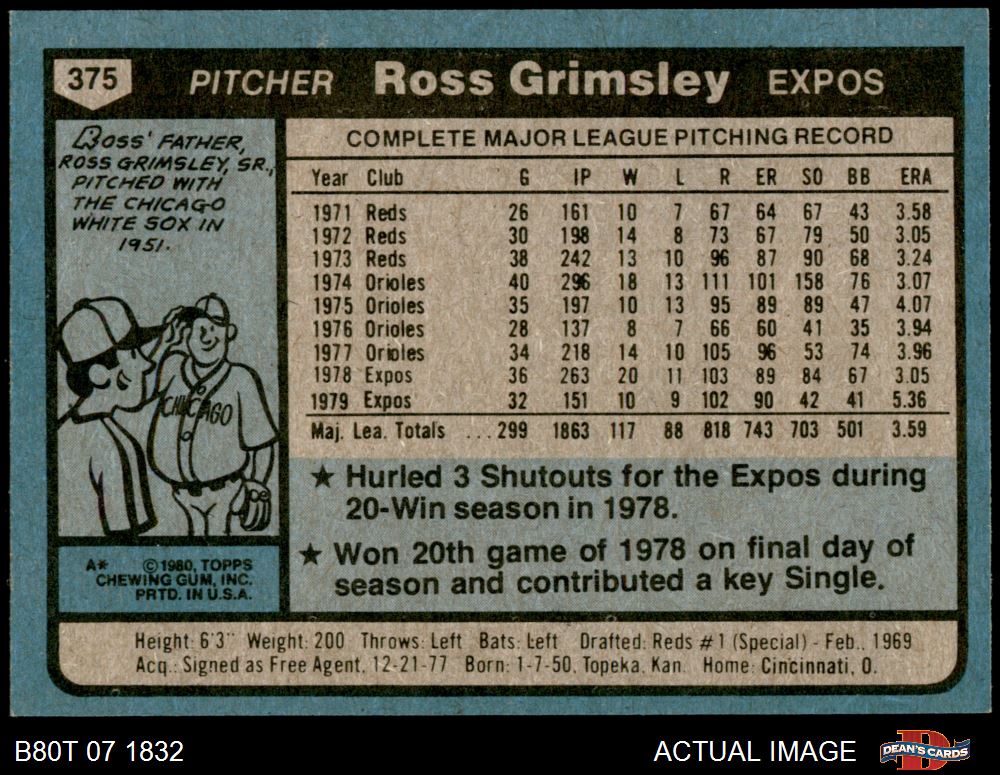 375 PITCHER Ross Grimsley EXPOS
ROSS' FATHER,
ROSS GRIMSLEY, SR.,
PITCHED WITH
THE CHICAGO
WHITE SOX IN
1951.
CHICAGO
A* ©1980, TOPPS
CHEWING GUM, INC.
PRTD. IN U.S.A.
COMPLETE MAJOR LEAGUE PITCHING RECORD
Year Club G IP W L R ER SO BB ERA
1971 Reds 26 161 10 7 67 64 67 43 3.58
1972 Reds 30 198 14 8 73 67 79 50 3.05
1973 Reds 38 242 13 10 96 87 90 68 3.24
1974 Orioles 40 296 18 13 111 101 158 76 3.07
1975 Orioles 35 197 10 13 95 89 89 47 4.07
1976 Orioles 28 137 8 7 66 60 41 35 3.94
1977 Orioles 34 218 14 10 105 96 53 74 3.96
1978 Expos 36 263 20 11 103 89 84 67 3.05
1979 Expos 32 151 10 9 102 90 42 41 5.36
Maj. Lea. Totals ...299 1863 117 88 818 743 703 501 3.59
★ Hurled 3 Shutouts for the Expos during
20-Win season in 1978.
★ Won 20th game of 1978 on final day of
season and contributed a key Single.
Height: 6'3" Weight: 200 Throws: Left Bats: Left Drafted: Reds #1 (Special) - Feb., 1969
Acq.: Signed as Free Agent, 12-21-77 Born: 1-7-50, Topeka, Kan. Home: Cincinnati, O.
B80T 07 1832 ACTUAL IMAGE DEAN'S CARDS